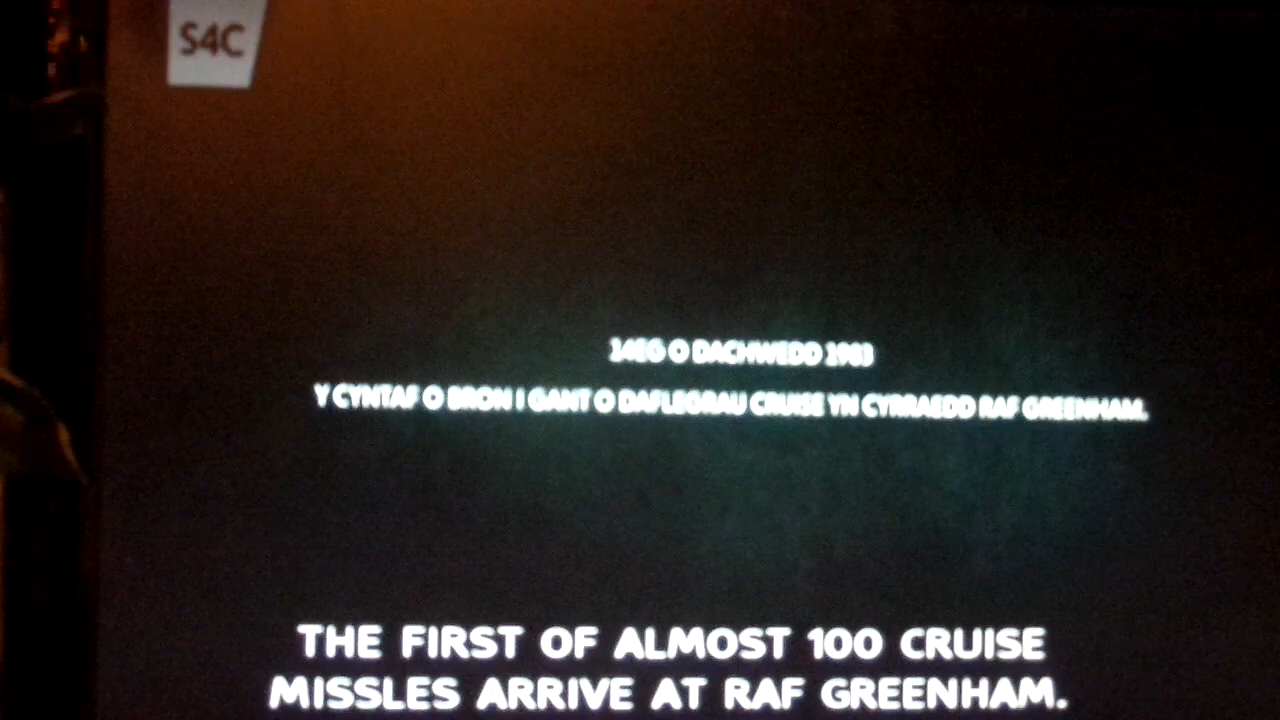 S4C
14EG O DACHWEDD 1983
Y CYNTAF O BRON I GANT O DAFLEGRAU CRUISE YN CYRRAEDD RAF GREENHAM.
THE FIRST OF ALMOST 100 CRUISE
MISSLES ARRIVE AT RAF GREENHAM.